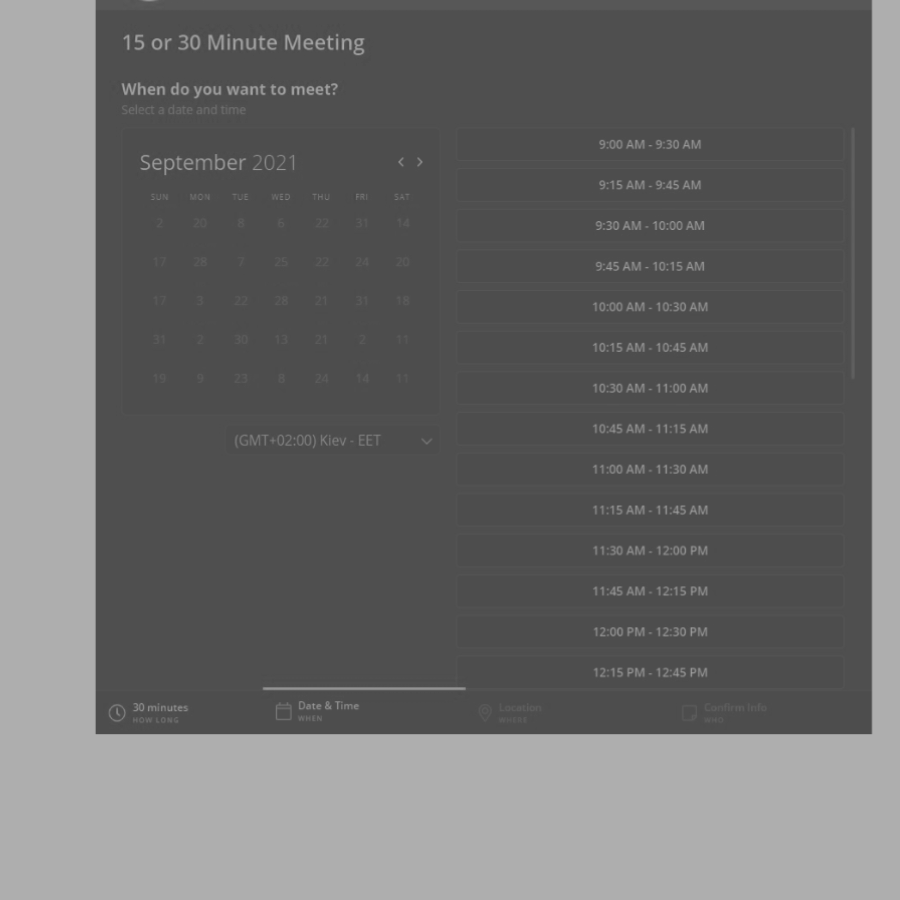 15 or 30 Minute Meeting
When do you want to meet?
Select a date and time
September 2021
SUN MON TUE WED THU FRI SAT
2 20 8 6 22 31 14
17 28 7 25 22 24 20
17 3 22 28 21 31 18
31 2 30 13 21 2 11
19 9 23 8 24 14 11
(GMT+02:00) Kiev - EET
9:00 AM - 9:30 AM
9:15 AM - 9:45 AM
9:30 AM - 10:00 AM
9:45 AM - 10:15 AM
10:00 AM - 10:30 AM
10:15 AM - 10:45 AM
10:30 AM - 11:00 AM
10:45 AM - 11:15 AM
11:00 AM - 11:30 AM
11:15 AM - 11:45 AM
11:30 AM - 12:00 PM
11:45 AM - 12:15 PM
12:00 PM - 12:30 PM
12:15 PM - 12:45 PM
30 minutes
HOW LONG
Date & Time
WHEN
Location
WHERE
Confirm Info
WHO